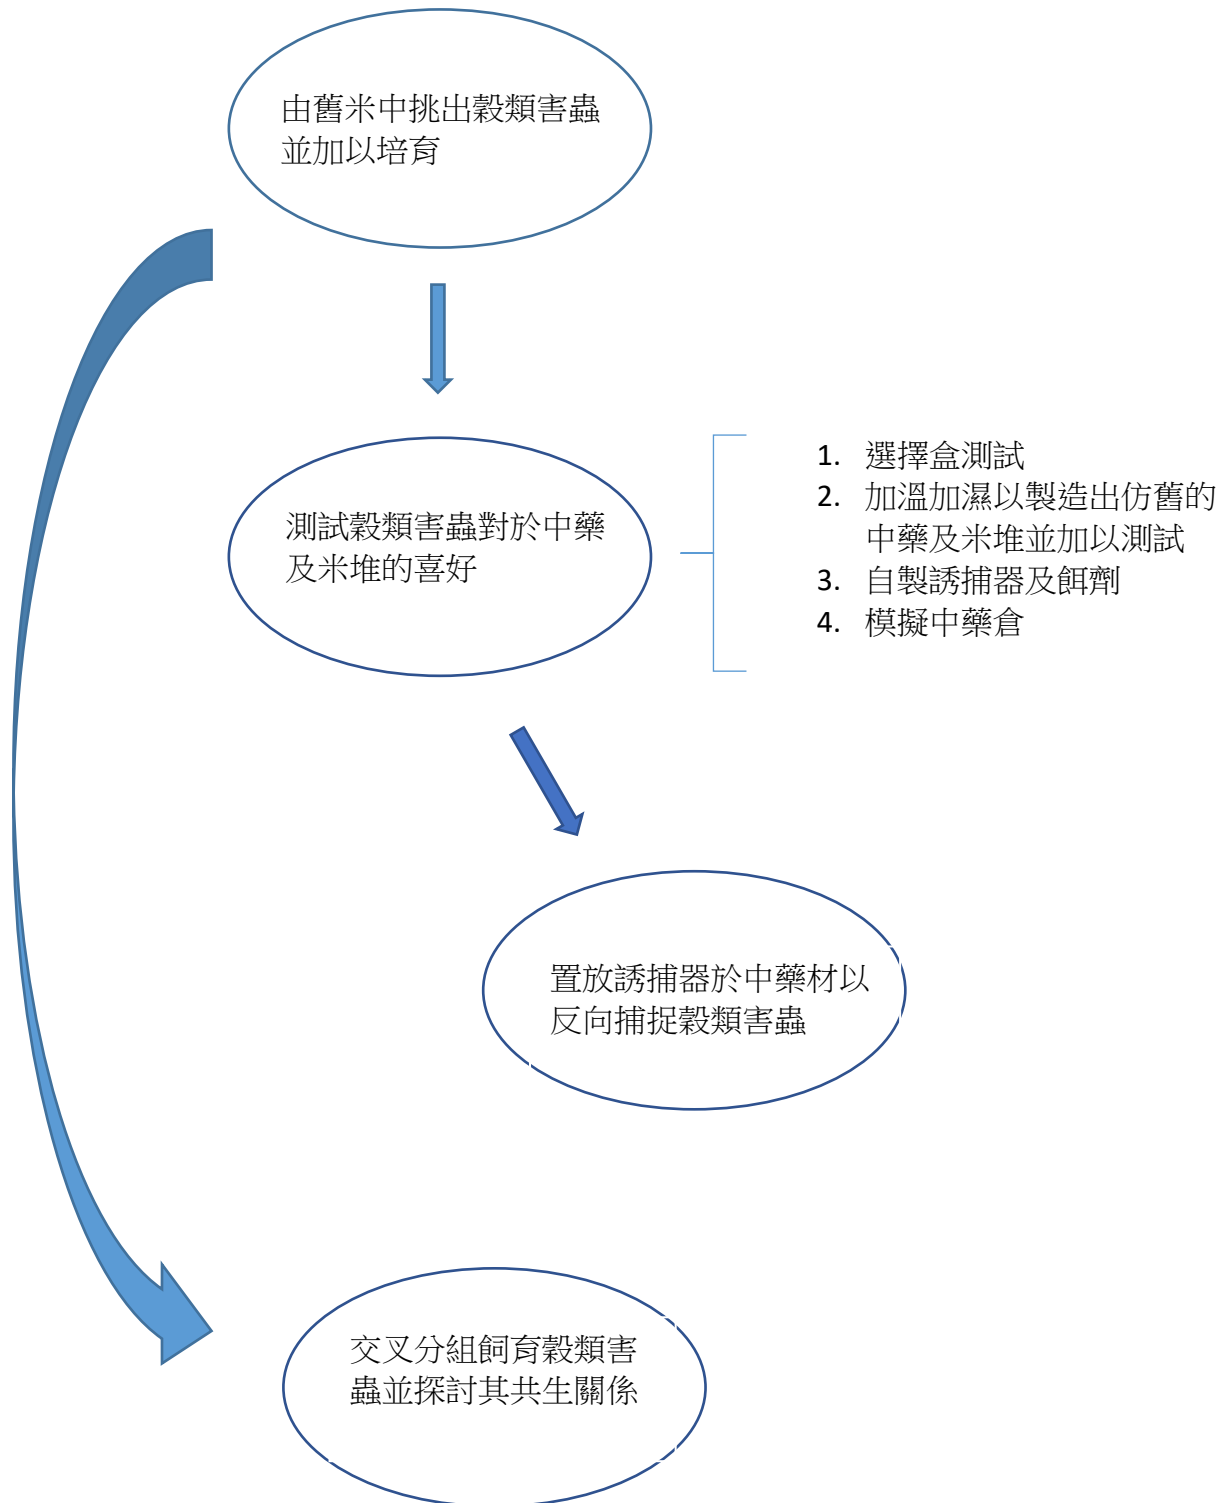 由舊米中挑出穀類害蟲
並加以培育
測試穀類害蟲對於中藥
及米堆的喜好
1. 選擇盒測試
2. 加溫加濕以製造出仿舊的
中藥及米堆並加以測試
3. 自製誘捕器及餌劑
4. 模擬中藥倉
置放誘捕器於中藥材以
反向捕捉穀類害蟲
交叉分組飼育穀類害
蟲並探討其共生關係